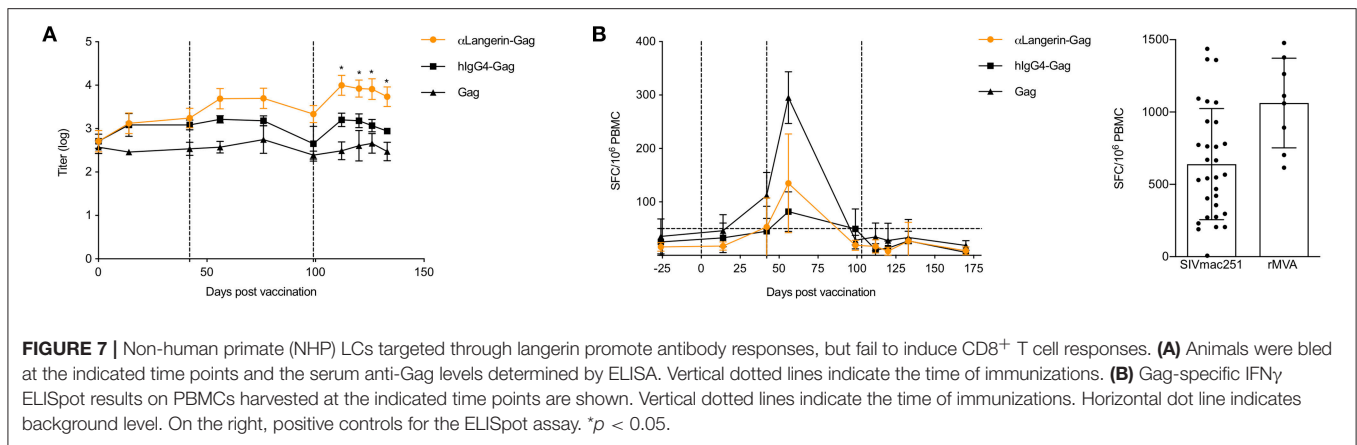 A
5
4
3
2
1
0
Titer (log)
0
50
100
150
Days post vaccination
* * * *
αLangerin-Gag
hIgG4-Gag
Gag
B
400
300
200
100
50
SFC/10⁶ PBMC
-25
0
25
50
75
100
125
150
175
Days post vaccination
αLangerin-Gag
hIgG4-Gag
Gag
1500
1000
500
0
SFC/10⁶ PBMC
SIVmac251
rMVA
FIGURE 7 | Non-human primate (NHP) LCs targeted through langerin promote antibody responses, but fail to induce CD8⁺ T cell responses. (A) Animals were bled
at the indicated time points and the serum anti-Gag levels determined by ELISA. Vertical dotted lines indicate the time of immunizations. (B) Gag-specific IFNγ
ELISpot results on PBMCs harvested at the indicated time points are shown. Vertical dotted lines indicate the time of immunizations. Horizontal dot line indicates
background level. On the right, positive controls for the ELISpot assay. *p < 0.05.